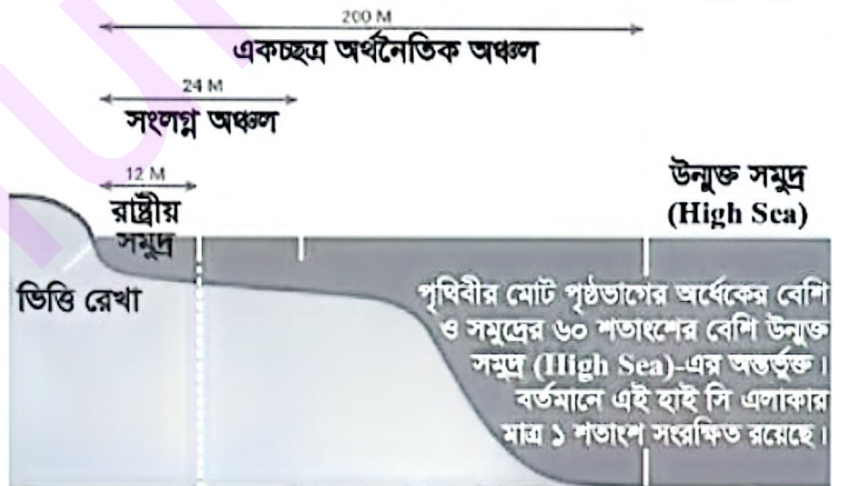 200 M
একচ্ছত্র অর্থনৈতিক অঞ্চল
24 M
সংলগ্ন অঞ্চল
12 M
রাষ্ট্রীয়
সমুদ্র
উন্মুক্ত সমুদ্র
(High Sea)
ভিত্তি রেখা
পৃথিবীর মোট পৃষ্ঠভাগের অর্ধেকের বেশি
ও সমুদ্রের ৬০ শতাংশের বেশি উন্মুক্ত
সমুদ্র (High Sea)-এর অন্তর্ভুক্ত।
বর্তমানে এই হাই সি এলাকার
মাত্র ১ শতাংশ সংরক্ষিত রয়েছে।